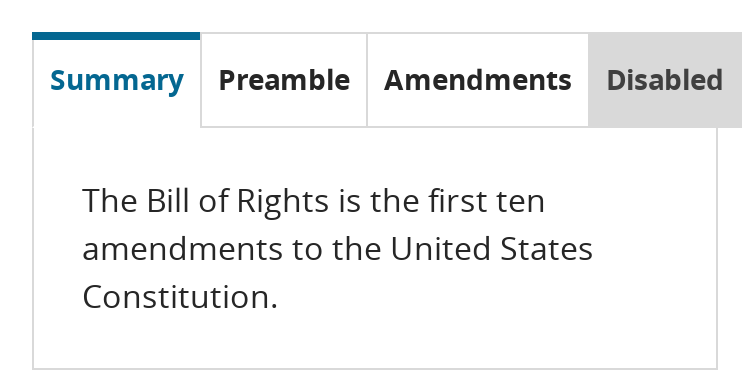 Summary Preamble Amendments Disabled
The Bill of Rights is the first ten
amendments to the United States
Constitution.